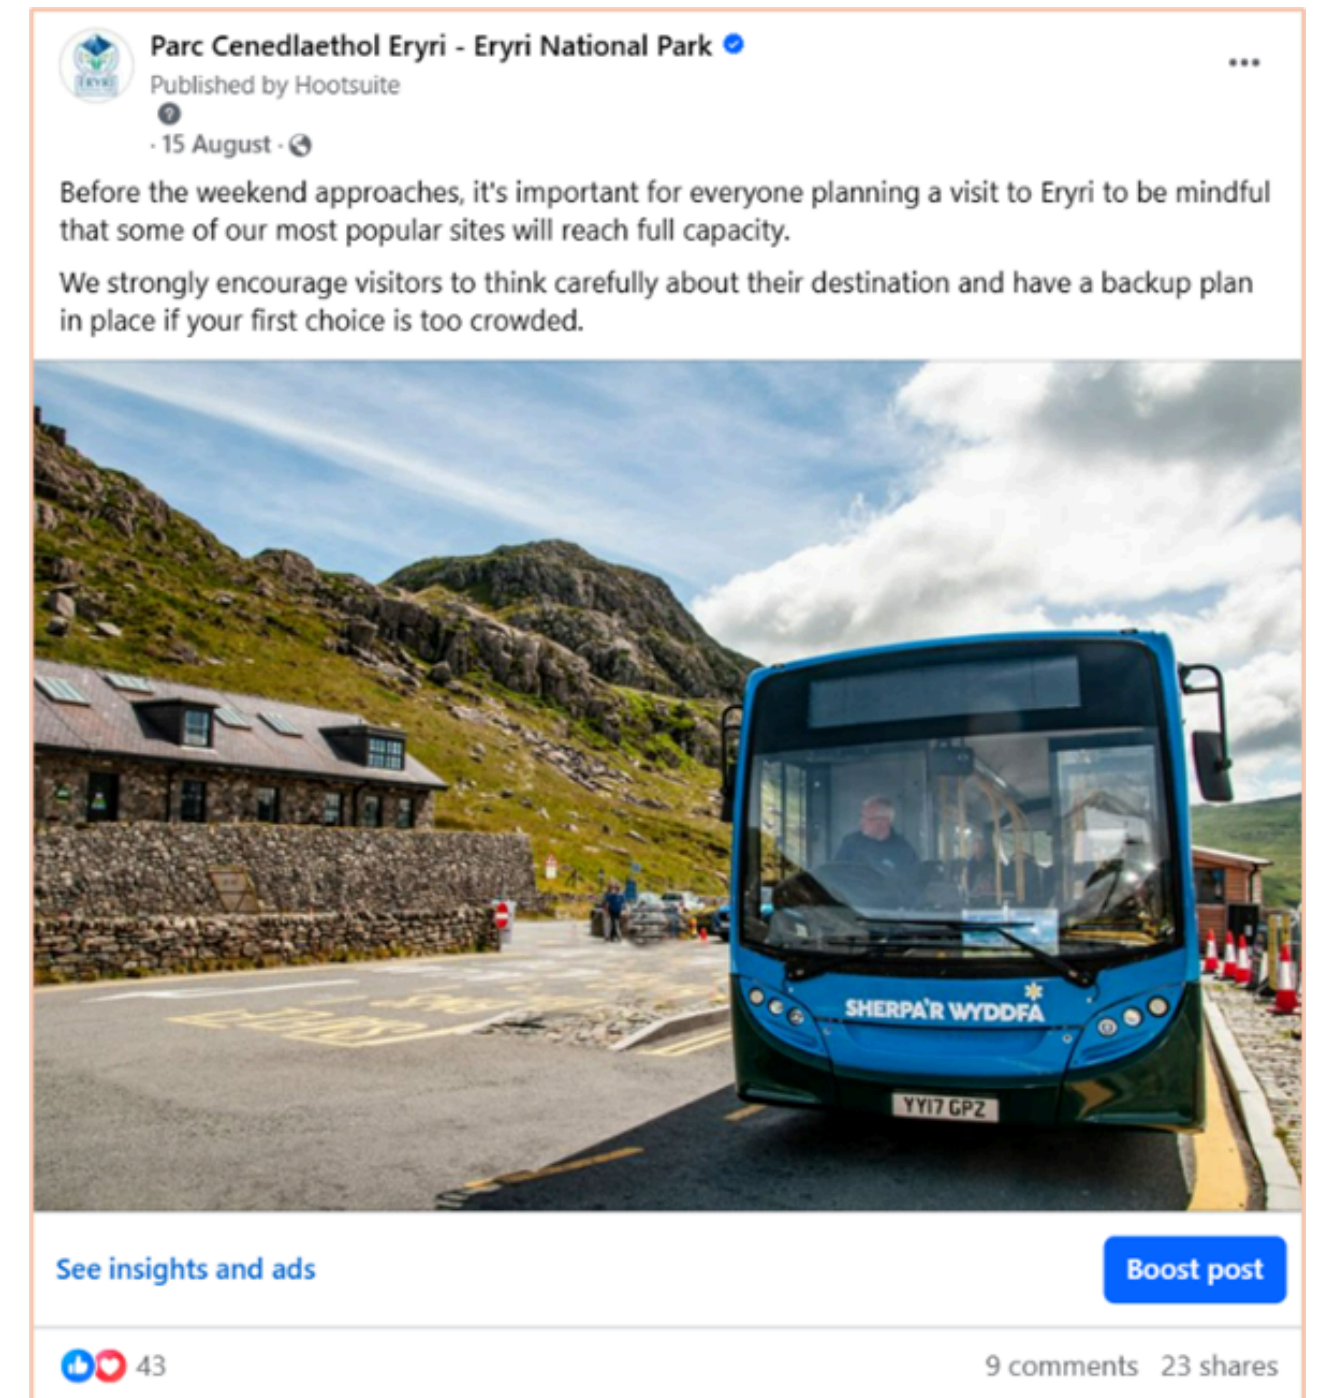 Parc Cenedlaethol Eryri - Eryri National Park
Published by Hootsuite
?
· 15 August ·
Before the weekend approaches, it's important for everyone planning a visit to Eryri to be mindful
that some of our most popular sites will reach full capacity.
We strongly encourage visitors to think carefully about their destination and have a backup plan
in place if your first choice is too crowded.
SHERPA'R WYDDFA
YY17 GPZ
See insights and ads
Boost post
43
9 comments 23 shares